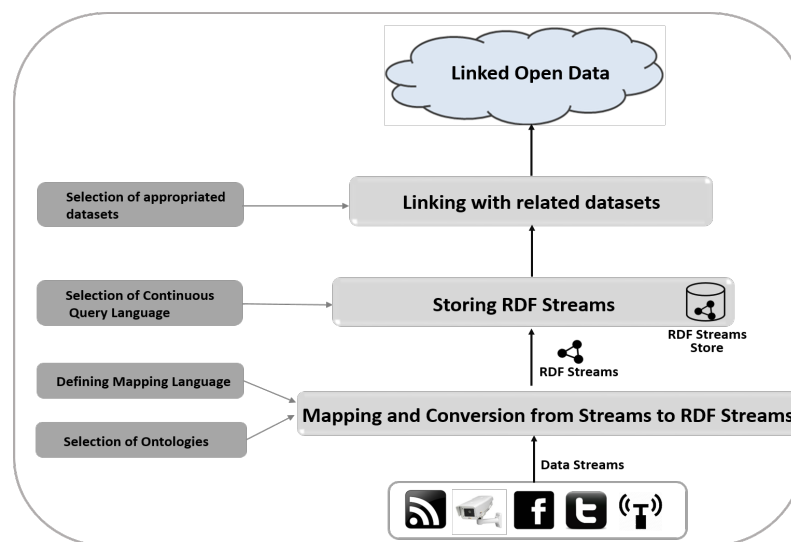 Linked Open Data
Selection of appropriated
datasets
Linking with related datasets
Selection of Continuous
Query Language
Storing RDF Streams
RDF Streams
Store
RDF Streams
Defining Mapping Language
Mapping and Conversion from Streams to RDF Streams
Selection of Ontologies
Data Streams